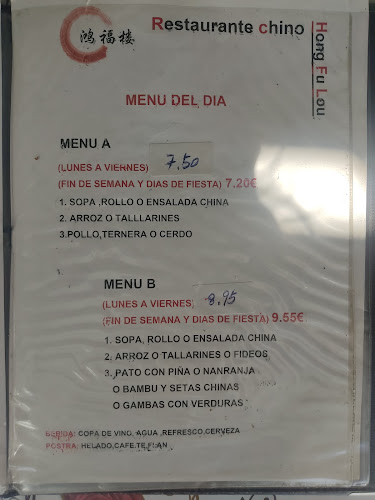 鸿福楼
Restaurante chino
Hong Fu Lou
MENU DEL DIA
MENU A
(LUNES A VIERNES) 7.50
(FIN DE SEMANA Y DIAS DE FIESTA) 7.20€
1. SOPA ,ROLLO O ENSALADA CHINA
2. ARROZ O TALLLARINES
3.POLLO,TERNERA O CERDO
MENU B
(LUNES A VIERNES) 8.95
(FIN DE SEMANA Y DIAS DE FIESTA) 9.55€
1. SOPA, ROLLO O ENSALADA CHINA
2. ARROZ O TALLARINES O FIDEOS
3. PATO CON PIÑA O NANRANJA
O BAMBU Y SETAS CHINAS
O GAMBAS CON VERDURAS
BEBIDA: COPA DE VINO, AGUA ,REFRESCO,CERVEZA
POSTRA: HELADO,CAFE,TE,FLAN